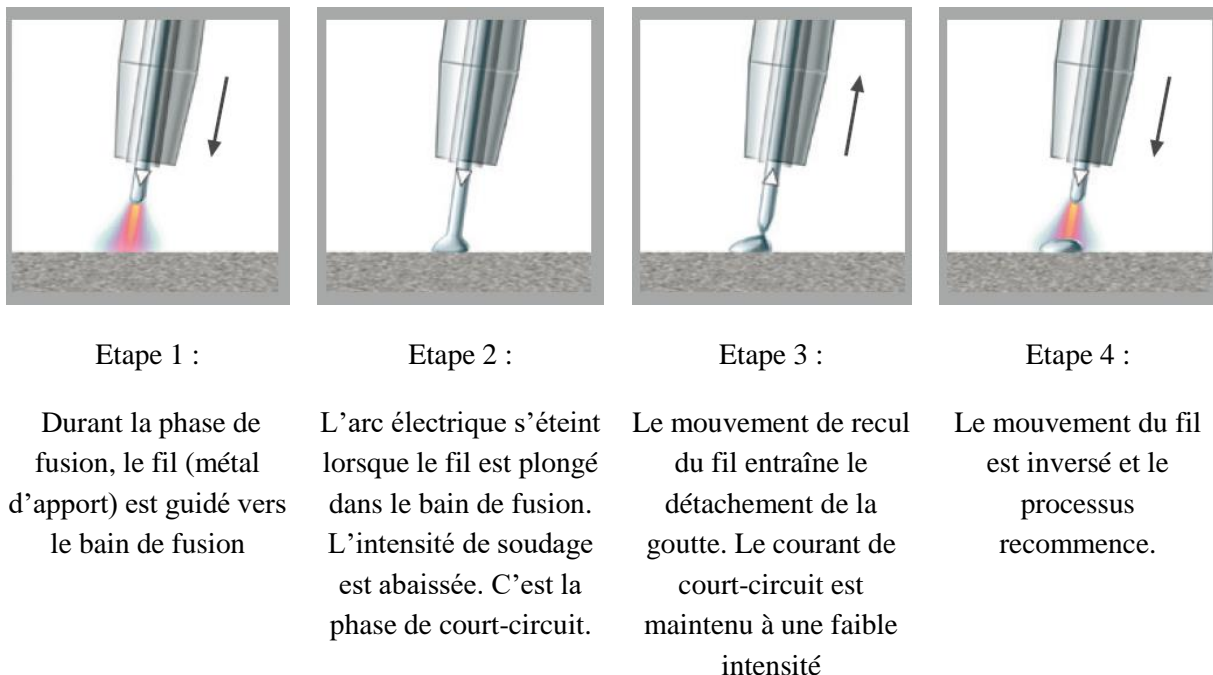 Etape 1 :
Durant la phase de
fusion, le fil (métal
d’apport) est guidé vers
le bain de fusion
Etape 2 :
L’arc électrique s’éteint
lorsque le fil est plongé
dans le bain de fusion.
L’intensité de soudage
est abaissée. C’est la
phase de court-circuit.
Etape 3 :
Le mouvement de recul
du fil entraîne le
détachement de la
goutte. Le courant de
court-circuit est
maintenu à une faible
intensité
Etape 4 :
Le mouvement du fil
est inversé et le
processus
recommence.